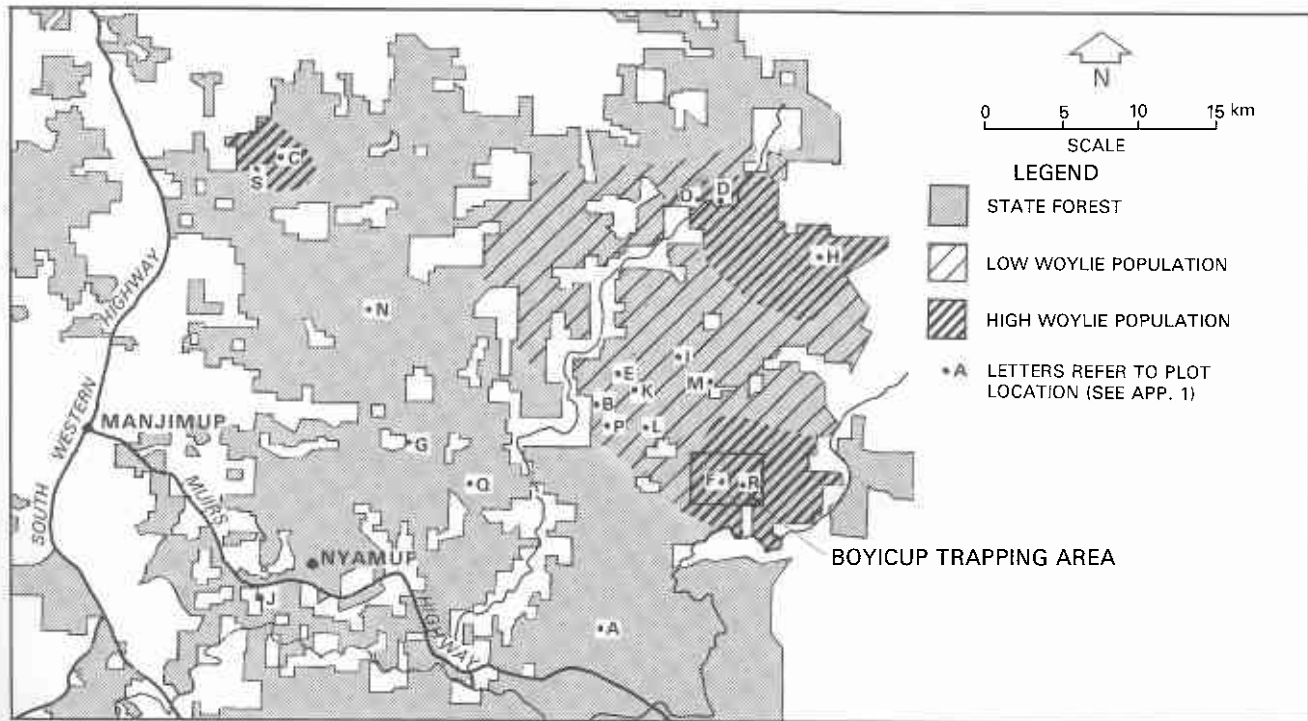 N
0 5 10 15 km
SCALE
LEGEND
STATE FOREST
LOW WOYLIE POPULATION
HIGH WOYLIE POPULATION
•A LETTERS REFER TO PLOT
LOCATION (SEE APP. 1)
C
S
O
D
H
N
I
E
K
M
B
P
L
G
Q
F
R
J
A
SOUTH WESTERN HIGHWAY
MANJIMUP
MUIRS HIGHWAY
NYAMUP
BOYICUP TRAPPING AREA